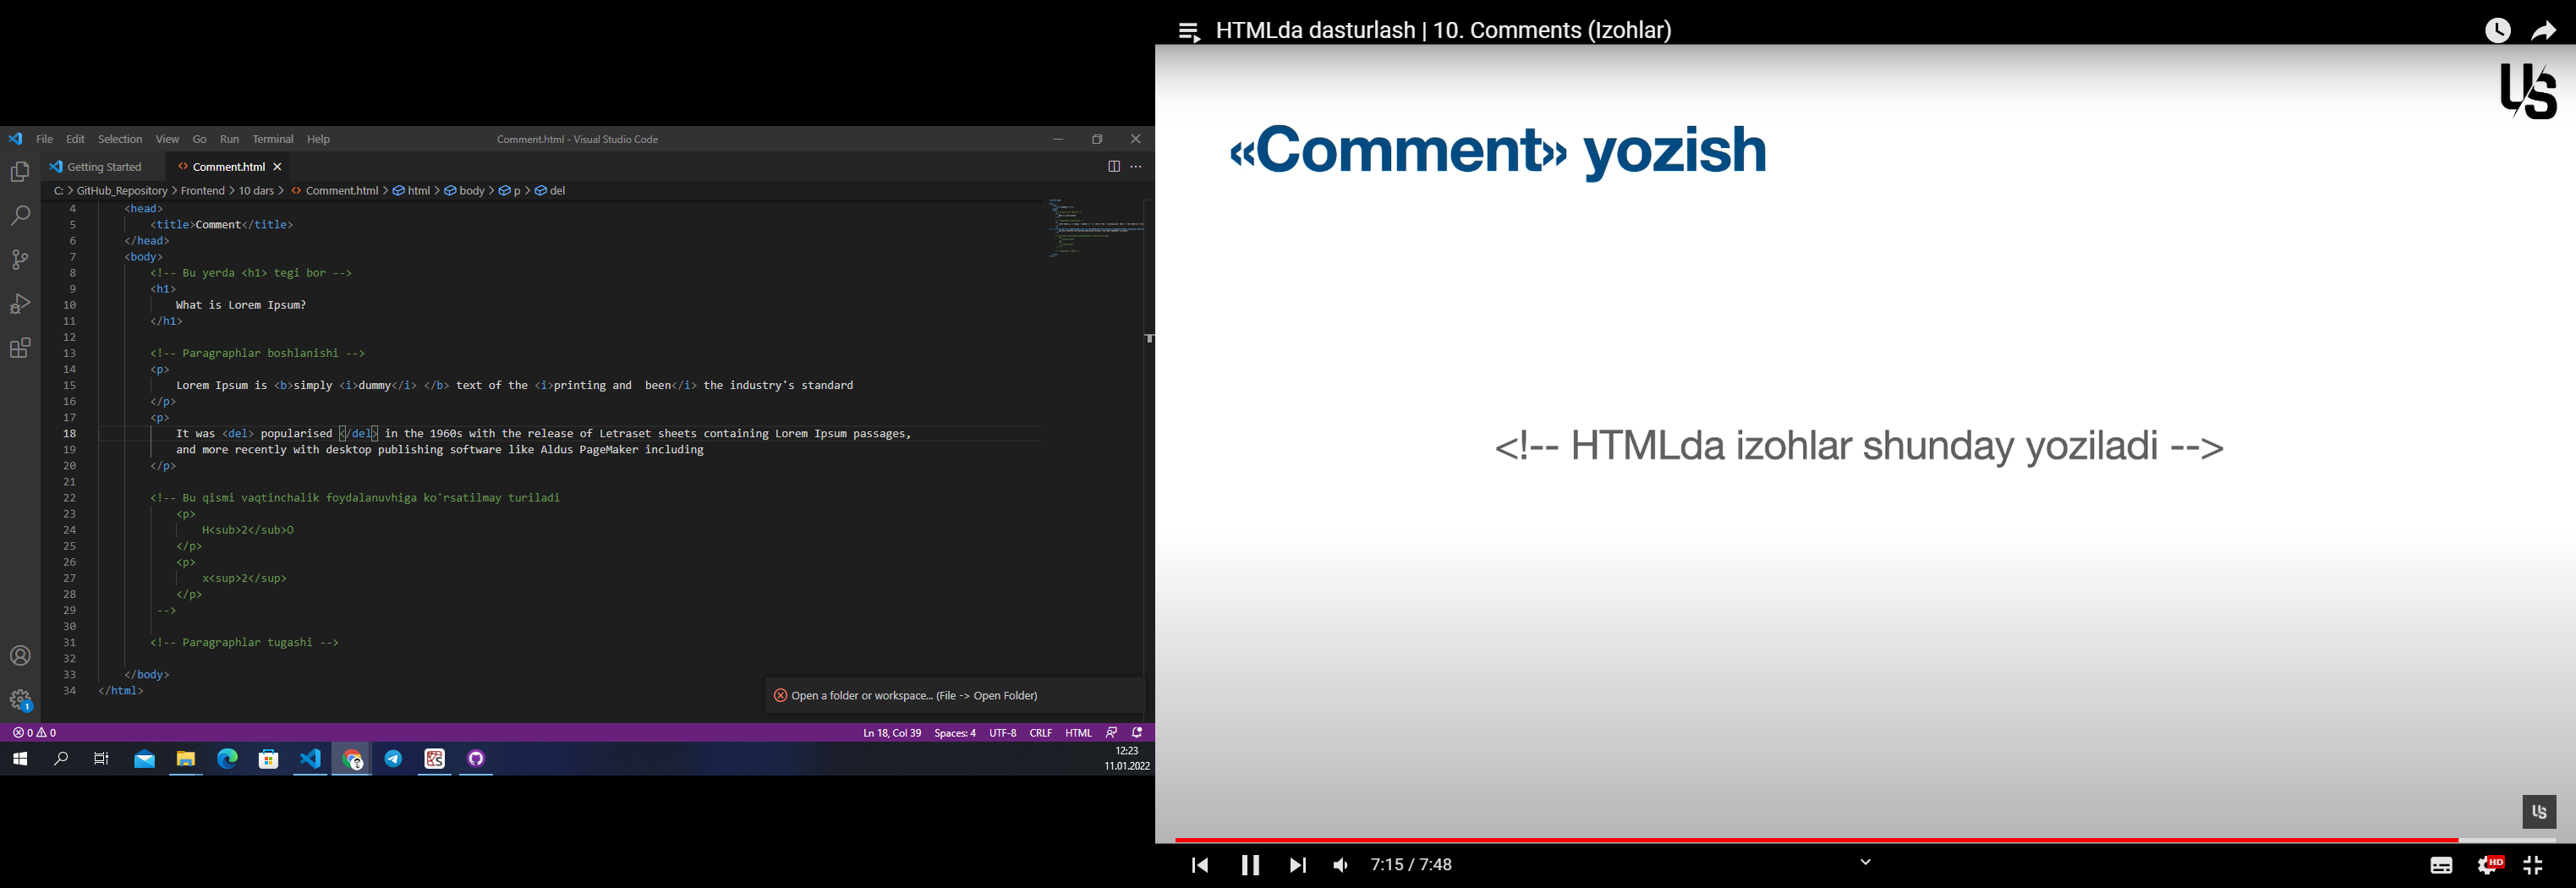 File Edit Selection View Go Run Terminal Help
Comment.html - Visual Studio Code
Getting Started
Comment.html
C: > GitHub_Repository > Frontend > 10 dars > Comment.html > html > body > p > del
4 <head>
5 <title>Comment</title>
6 </head>
7 <body>
8 <!-- Bu yerda <h1> tegi bor -->
9 <h1>
10 What is Lorem Ipsum?
11 </h1>
12
13 <!-- Paragraphlar boshlanishi -->
14 <p>
15 Lorem Ipsum is <b>simply <i>dummy</i> </b> text of the <i>printing and  been</i> the industry's standard
16 </p>
17 <p>
18 It was <del> popularised </del> in the 1960s with the release of Letraset sheets containing Lorem Ipsum passages,
19 and more recently with desktop publishing software like Aldus PageMaker including
20 </p>
21
22 <!-- Bu qismi vaqtinchalik foydalanuvhiga ko'rsatilmay turiladi
23 <p>
24 H<sub>2</sub>O
25 </p>
26 <p>
27 x<sup>2</sup>
28 </p>
29 -->
30
31 <!-- Paragraphlar tugashi -->
32
33 </body>
34 </html>
Open a folder or workspace... (File -> Open Folder)
1
0 0
Ln 18, Col 39 Spaces: 4 UTF-8 CRLF HTML
12:23
11.01.2022
HTMLda dasturlash | 10. Comments (Izohlar)
US
«Comment» yozish
<!-- HTMLda izohlar shunday yoziladi -->
US
7:15 / 7:48
HD